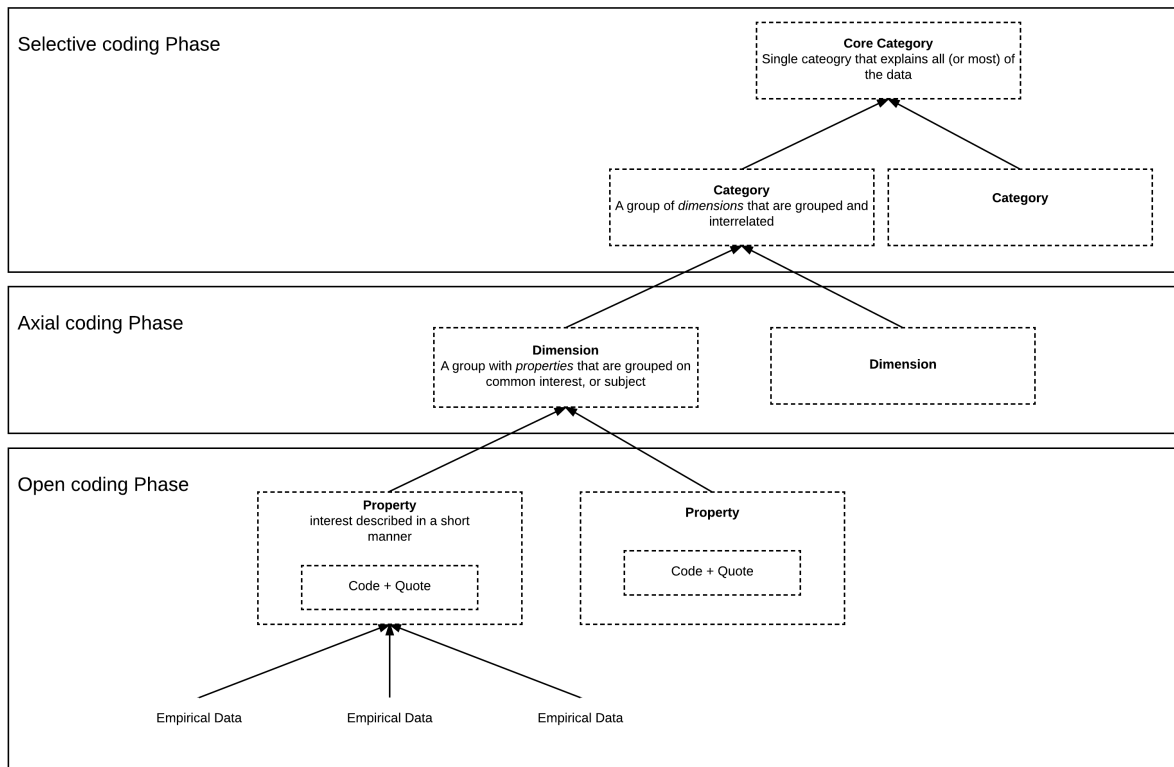 Selective coding Phase
Core Category
Single cateogry that explains all (or most) of
the data
Category
A group of dimensions that are grouped and
interrelated
Category
Axial coding Phase
Dimension
A group with properties that are grouped on
common interest, or subject
Dimension
Open coding Phase
Property
interest described in a short
manner
Code + Quote
Property
Code + Quote
Empirical Data
Empirical Data
Empirical Data